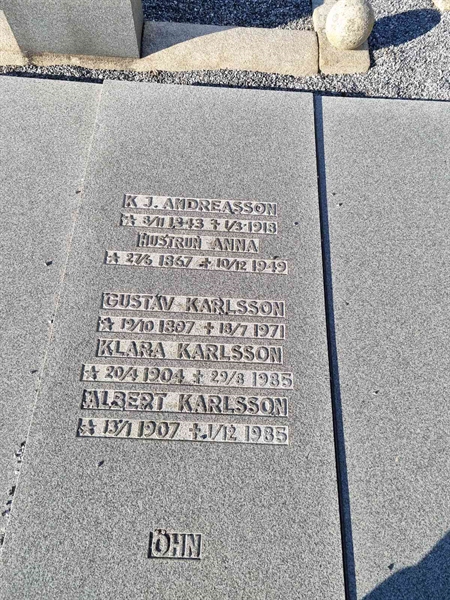 K J. ANDREASSON
☆ 8/11 1843 ✝ 1/3-1918
HUSTRUN ANNA
☆ 27/6 1867 ✝ 10/12 1949
GUSTAV KARLSSON
☆ 19/10 1897 ✝ 18/7 1971
KLARA KARLSSON
☆ 20/4 1904 ✝ 29/8 1985
ALBERT KARLSSON
☆ 13/1 1907 ✝ 1/12 1985
ÖHN